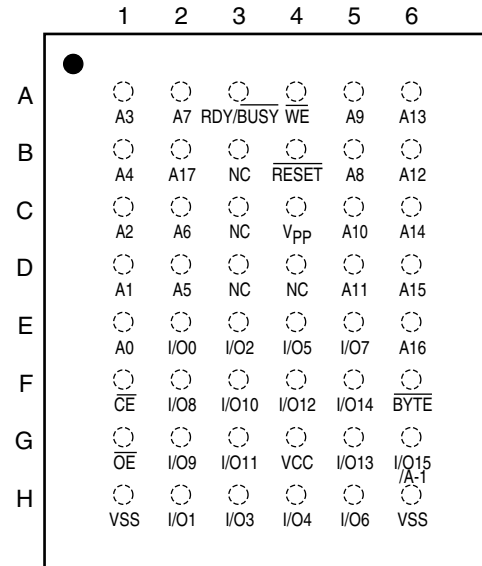 1 2 3 4 5 6
A
A3 A7 RDY/BUSY WE A9 A13
B
A4 A17 NC RESET A8 A12
C
A2 A6 NC VPP A10 A14
D
A1 A5 NC NC A11 A15
E
A0 I/O0 I/O2 I/O5 I/O7 A16
F
CE I/O8 I/O10 I/O12 I/O14 BYTE
G
OE I/O9 I/O11 VCC I/O13 I/O15
/A-1
H
VSS I/O1 I/O3 I/O4 I/O6 VSS